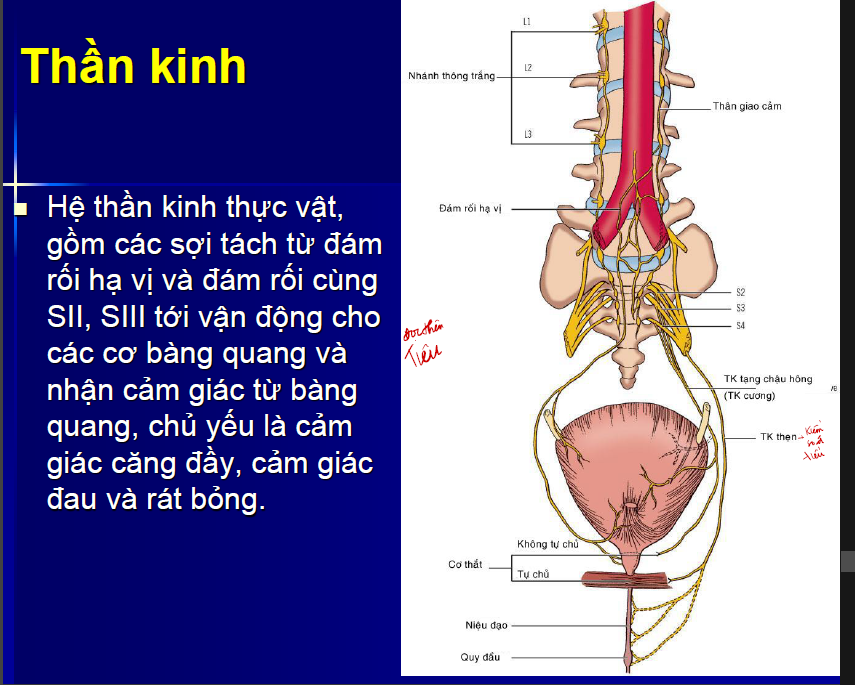 Thần kinh
Hệ thần kinh thực vật,
gồm các sợi tách từ đám
rối hạ vị và đám rối cùng
SII, SIII tới vận động cho
các cơ bàng quang và
nhận cảm giác từ bàng
quang, chủ yếu là cảm
giác căng đầy, cảm giác
đau và rát bỏng.
L1
L2
Nhánh thông trắng
Thân giao cảm
L3
Đám rối hạ vị
S2
S3
S4
Tiêu
TK tạng chậu hông
(TK cương)
TK thẹn
kiểm
soát
tiểu
Không tự chủ
Cơ thắt
Tự chủ
Niệu đạo
Quy đầu